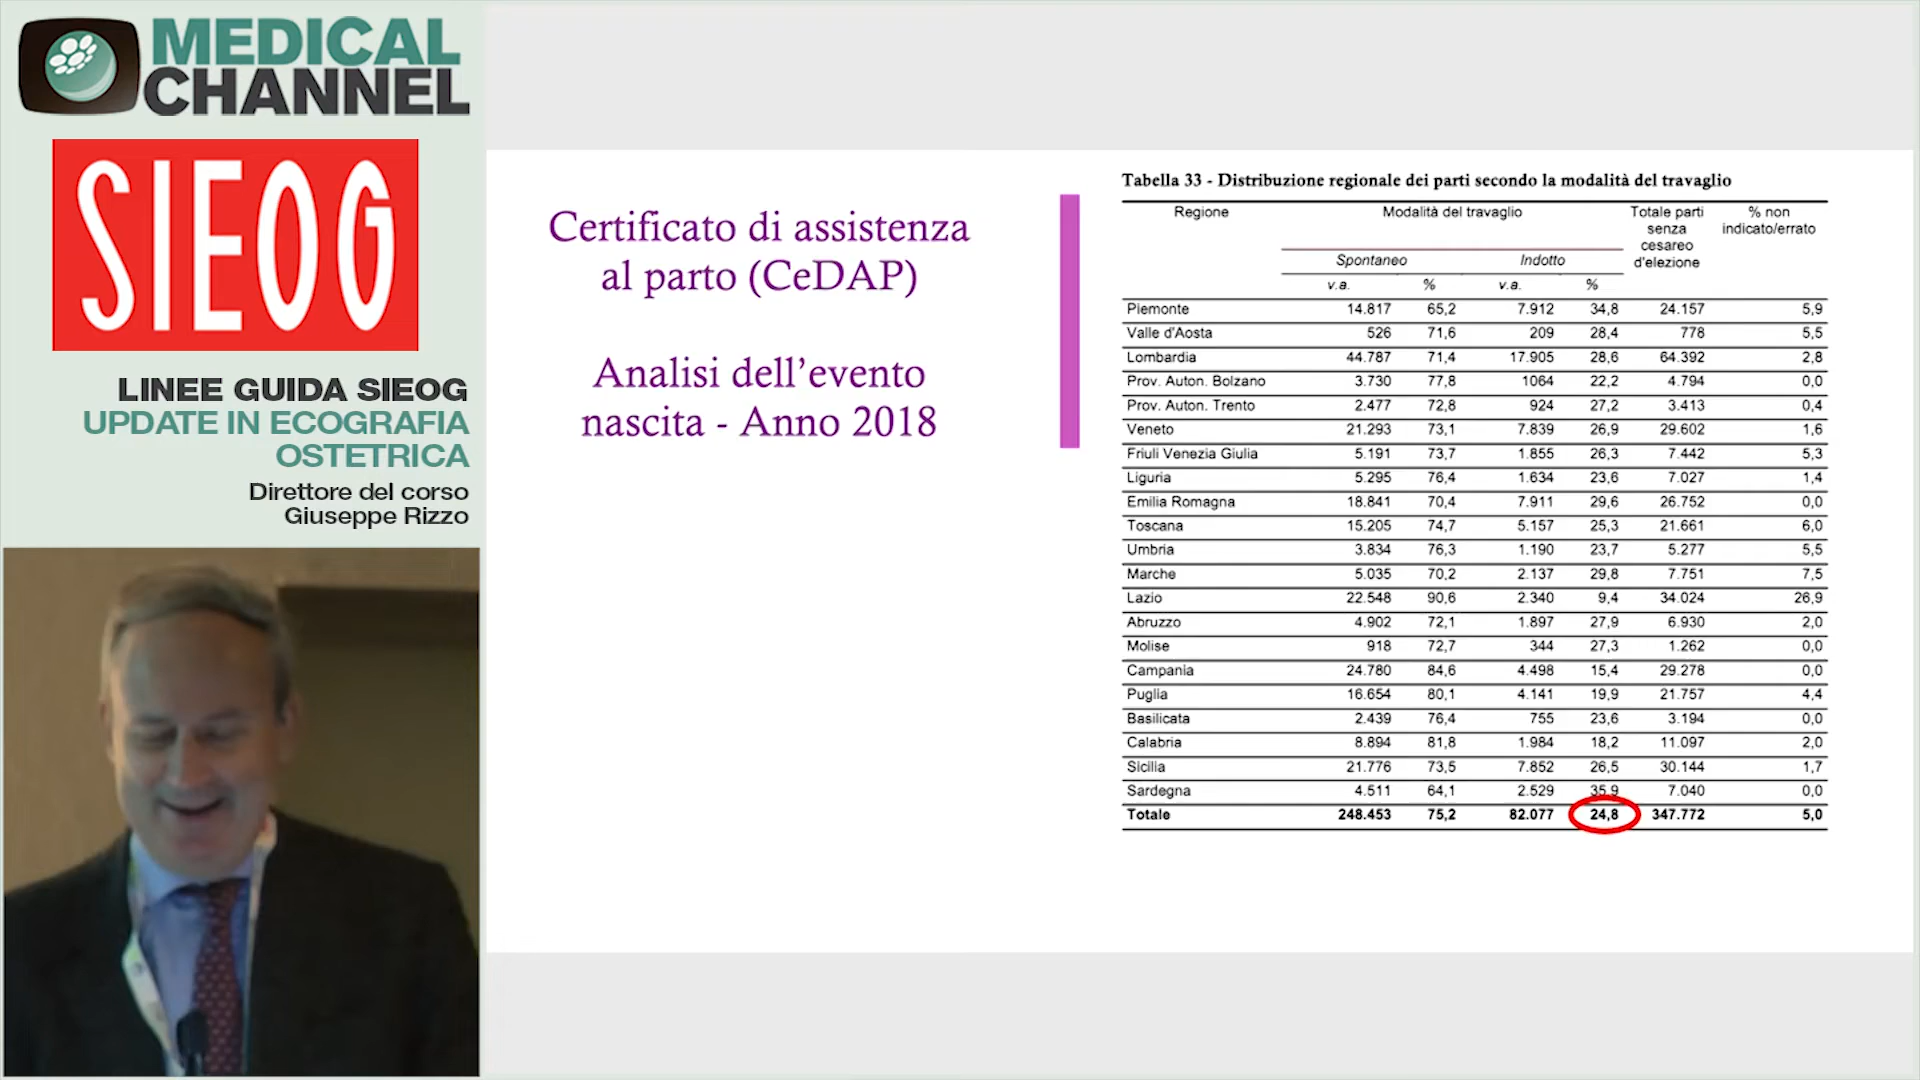 MEDICAL
CHANNEL
SIEOG
LINEE GUIDA SIEOG
UPDATE IN ECOGRAFIA
OSTETRICA
Direttore del corso
Giuseppe Rizzo
Certificato di assistenza
al parto (CeDAP)
Analisi dell’evento
nascita - Anno 2018
Tabella 33 - Distribuzione regionale dei parti secondo la modalità del travaglio
Regione Modalità del travaglio Totale parti senza cesareo d'elezione % non indicato/errato
Spontaneo Indotto
v.a. % v.a. %
Piemonte 14.817 65,2 7.912 34,8 24.157 5,9
Valle d'Aosta 526 71,6 209 28,4 778 5,5
Lombardia 44.787 71,4 17.905 28,6 64.392 2,8
Prov. Auton. Bolzano 3.730 77,8 1064 22,2 4.794 0,0
Prov. Auton. Trento 2.477 72,8 924 27,2 3.413 0,4
Veneto 21.293 73,1 7.839 26,9 29.602 1,6
Friuli Venezia Giulia 5.191 73,7 1.855 26,3 7.442 5,3
Liguria 5.295 76,4 1.634 23,6 7.027 1,4
Emilia Romagna 18.841 70,4 7.911 29,6 26.752 0,0
Toscana 15.205 74,7 5.157 25,3 21.661 6,0
Umbria 3.834 76,3 1.190 23,7 5.277 5,5
Marche 5.035 70,2 2.137 29,8 7.751 7,5
Lazio 22.548 90,6 2.340 9,4 34.024 26,9
Abruzzo 4.902 72,1 1.897 27,9 6.930 2,0
Molise 918 72,7 344 27,3 1.262 0,0
Campania 24.780 84,6 4.498 15,4 29.278 0,0
Puglia 16.654 80,1 4.141 19,9 21.757 4,4
Basilicata 2.439 76,4 755 23,6 3.194 0,0
Calabria 8.894 81,8 1.984 18,2 11.097 2,0
Sicilia 21.776 73,5 7.852 26,5 30.144 1,7
Sardegna 4.511 64,1 2.529 35,9 7.040 0,0
Totale 248.453 75,2 82.077 24,8 347.772 5,0